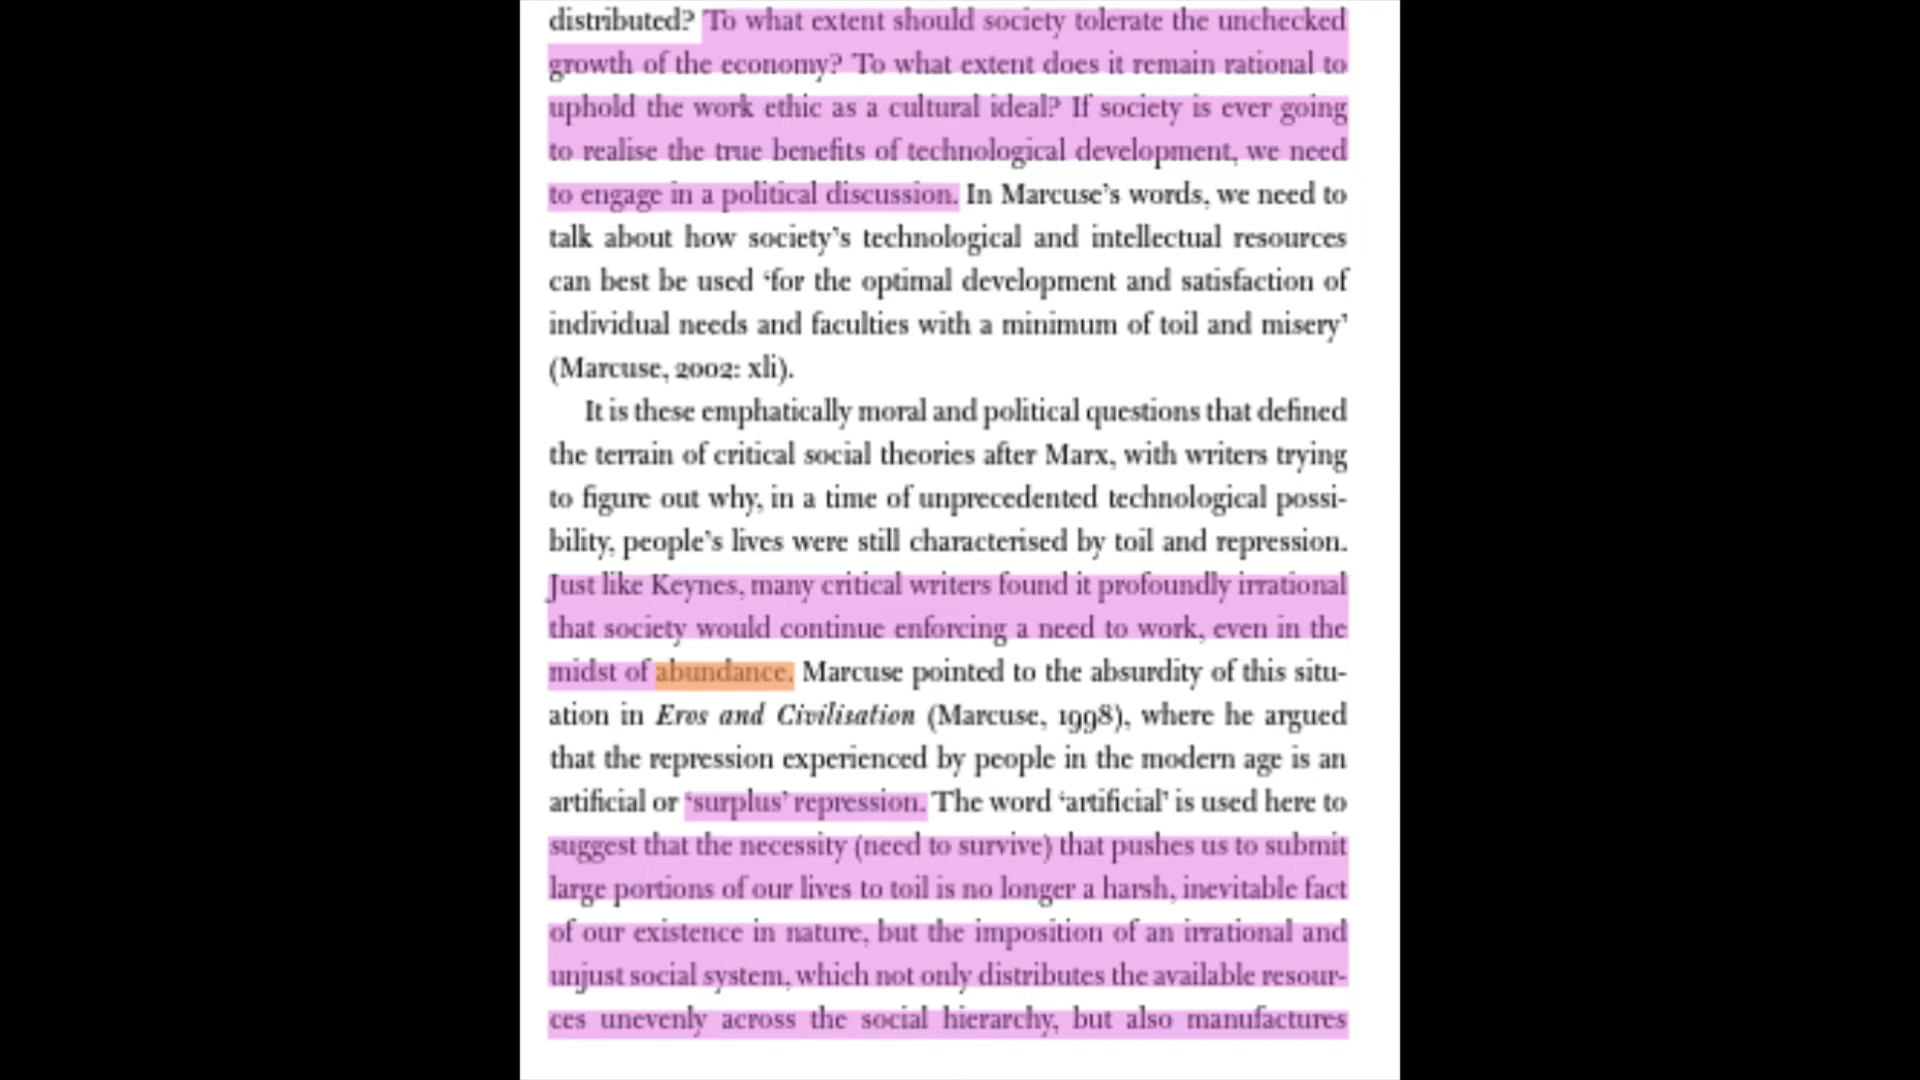 distributed? To what extent should society tolerate the unchecked
growth of the economy? To what extent does it remain rational to
uphold the work ethic as a cultural ideal? If society is ever going
to realise the true benefits of technological development, we need
to engage in a political discussion. In Marcuse’s words, we need to
talk about how society’s technological and intellectual resources
can best be used ‘for the optimal development and satisfaction of
individual needs and faculties with a minimum of toil and misery’
(Marcuse, 2002: xli).
It is these emphatically moral and political questions that defined
the terrain of critical social theories after Marx, with writers trying
to figure out why, in a time of unprecedented technological possi-
bility, people’s lives were still characterised by toil and repression.
Just like Keynes, many critical writers found it profoundly irrational
that society would continue enforcing a need to work, even in the
midst of abundance. Marcuse pointed to the absurdity of this situ-
ation in Eros and Civilisation (Marcuse, 1998), where he argued
that the repression experienced by people in the modern age is an
artificial or ‘surplus’ repression. The word ‘artificial’ is used here to
suggest that the necessity (need to survive) that pushes us to submit
large portions of our lives to toil is no longer a harsh, inevitable fact
of our existence in nature, but the imposition of an irrational and
unjust social system, which not only distributes the available resour-
ces unevenly across the social hierarchy, but also manufactures